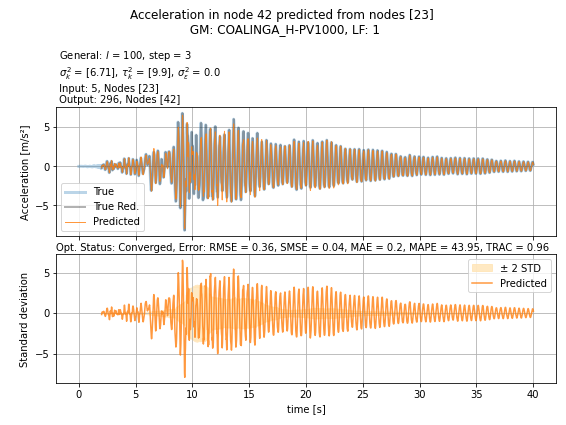 Acceleration in node 42 predicted from nodes [23]
GM: COALINGA_H-PV1000, LF: 1
General: l = 100, step = 3
σ²ₖ = [6.71], τ²ₖ = [9.9], σ²ε = 0.0
Input: 5, Nodes [23]
Output: 296, Nodes [42]
Acceleration [m/s²]
5
0
−5
True
True Red.
Predicted
Opt. Status: Converged, Error: RMSE = 0.36, SMSE = 0.04, MAE = 0.2, MAPE = 43.95, TRAC = 0.96
Standard deviation
5
0
−5
± 2 STD
Predicted
0 5 10 15 20 25 30 35 40
time [s]